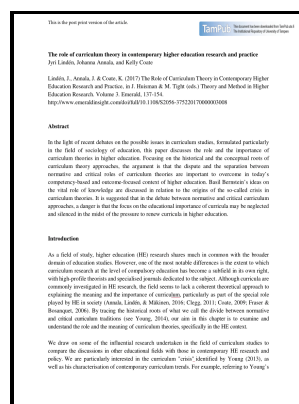 This is the post print version of the article.
TamPub This document has been downloaded from TamPub –
The Institutional Repository of University of Tampere
The role of curriculum theory in contemporary higher education research and practice
Jyri Lindén, Johanna Annala, and Kelly Coate
Lindén, J., Annala, J. & Coate, K. (2017) The Role of Curriculum Theory in Contemporary Higher
Education Research and Practice, in J. Huisman & M. Tight (eds.) Theory and Method in Higher
Education Research. Volume 3. Emerald, 137-154.
http://www.emeraldinsight.com/doi/full/10.1108/S2056-375220170000003008
Abstract
In the light of recent debates on the possible issues in curriculum studies, formulated particularly
in the field of sociology of education, this paper discusses the role and the importance of
curriculum theories in higher education. Focusing on the historical and the conceptual roots of
curriculum theory approaches, the argument is that the dispute and the separation between
normative and critical roles of curriculum theories are important to overcome in today's
competency-based and outcome-focused context of higher education. Basil Bernstein's ideas on
the vital role of knowledge are discussed in relation to the origins of the so-called crisis in
curriculum theories. It is suggested that in the debate between normative and critical curriculum
approaches, a danger is that the focus on the educational importance of curricula may be neglected
and silenced in the midst of the pressure to renew curricula in higher education.
Introduction
As a field of study, higher education (HE) research shares much in common with the broader
domain of education studies. However, one of the most notable differences is the extent to which
curriculum research at the level of compulsory education has become a subfield in its own right,
with high-profile theorists and specialised journals dedicated to the subject. Although curricula are
commonly investigated in HE research, the field seems to lack a coherent theoretical approach to
explaining the meaning and the importance of curriculum, particularly as part of the special role
played by HE in society (Annala, Lindén, & Mäkinen, 2016; Clegg, 2011; Coate, 2009; Fraser &
Bosanquet, 2006). By tracing the historical roots of what we call the divide between normative
and critical curriculum traditions (see Young, 2014), our aim in this chapter is to examine and
understand the role and the meaning of curriculum theories, specifically in the HE context.
We draw on some of the influential research undertaken in the field of curriculum studies to
compare the discussions in other educational fields with those in contemporary HE research and
policy. We are particularly interested in the curriculum "crisis" identified by Young (2013), as
well as his characterisation of contemporary curriculum trends. For example, referring to Young's